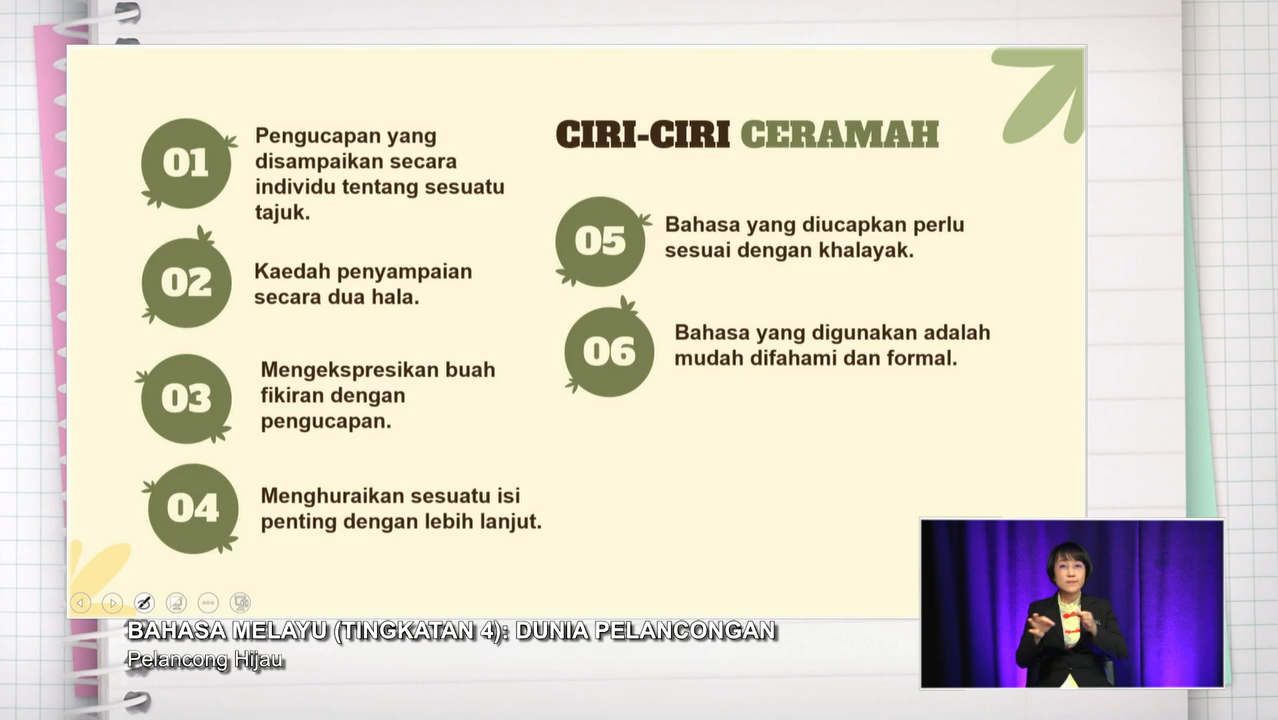 CIRI-CIRI CERAMAH
01
Pengucapan yang
disampaikan secara
individu tentang sesuatu
tajuk.
02
Kaedah penyampaian
secara dua hala.
03
Mengekspresikan buah
fikiran dengan
pengucapan.
04
Menghuraikan sesuatu isi
penting dengan lebih lanjut.
05
Bahasa yang diucapkan perlu
sesuai dengan khalayak.
06
Bahasa yang digunakan adalah
mudah difahami dan formal.
BAHASA MELAYU (TINGKATAN 4): DUNIA PELANCONGAN
Pelancong Hijau